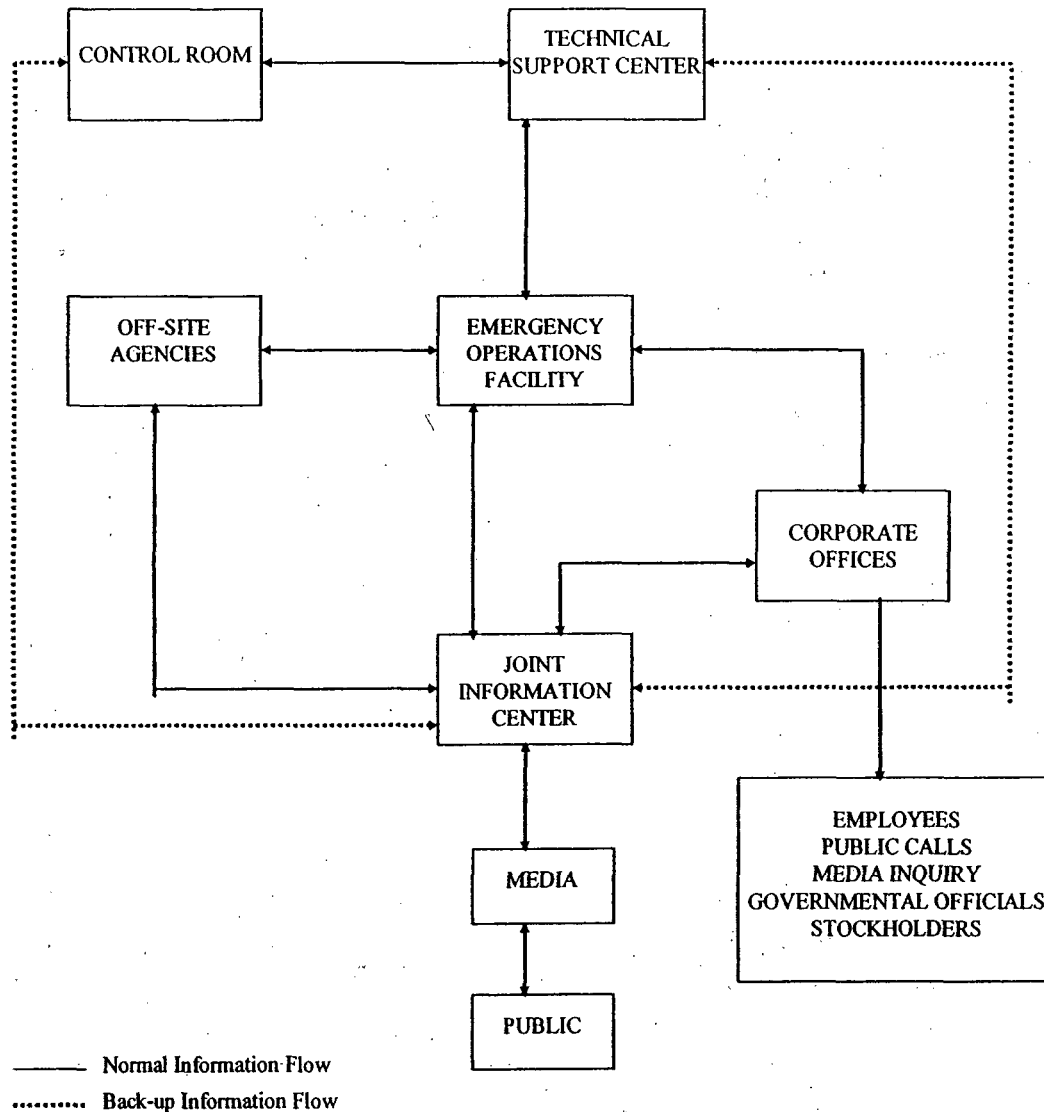 CONTROL ROOM
TECHNICAL
SUPPORT CENTER
OFF-SITE
AGENCIES
EMERGENCY
OPERATIONS
FACILITY
CORPORATE
OFFICES
JOINT
INFORMATION
CENTER
EMPLOYEES
PUBLIC CALLS
MEDIA INQUIRY
GOVERNMENTAL OFFICIALS
STOCKHOLDERS
MEDIA
PUBLIC
Normal Information Flow
Back-up Information Flow